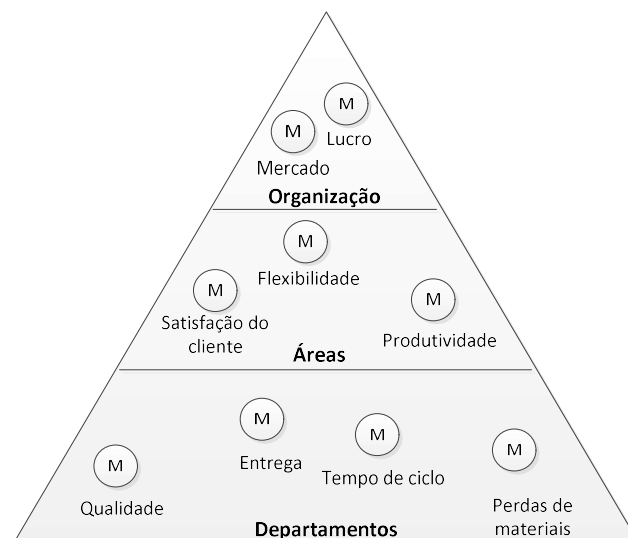 M
Lucro
M
Mercado
Organização
M
Flexibilidade
M
Satisfação do
cliente
M
Produtividade
Áreas
M
Entrega
M
Tempo de ciclo
M
Qualidade
M
Perdas de
materiais
Departamentos